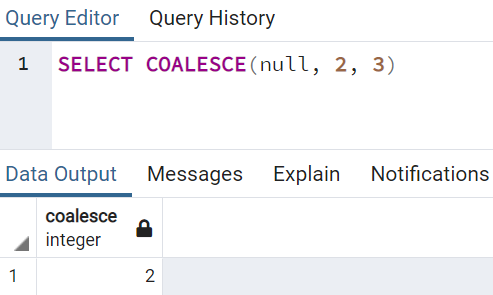 Query Editor Query History
1 SELECT COALESCE(null, 2, 3)
Data Output Messages Explain Notifications
coalesce
integer
1 2